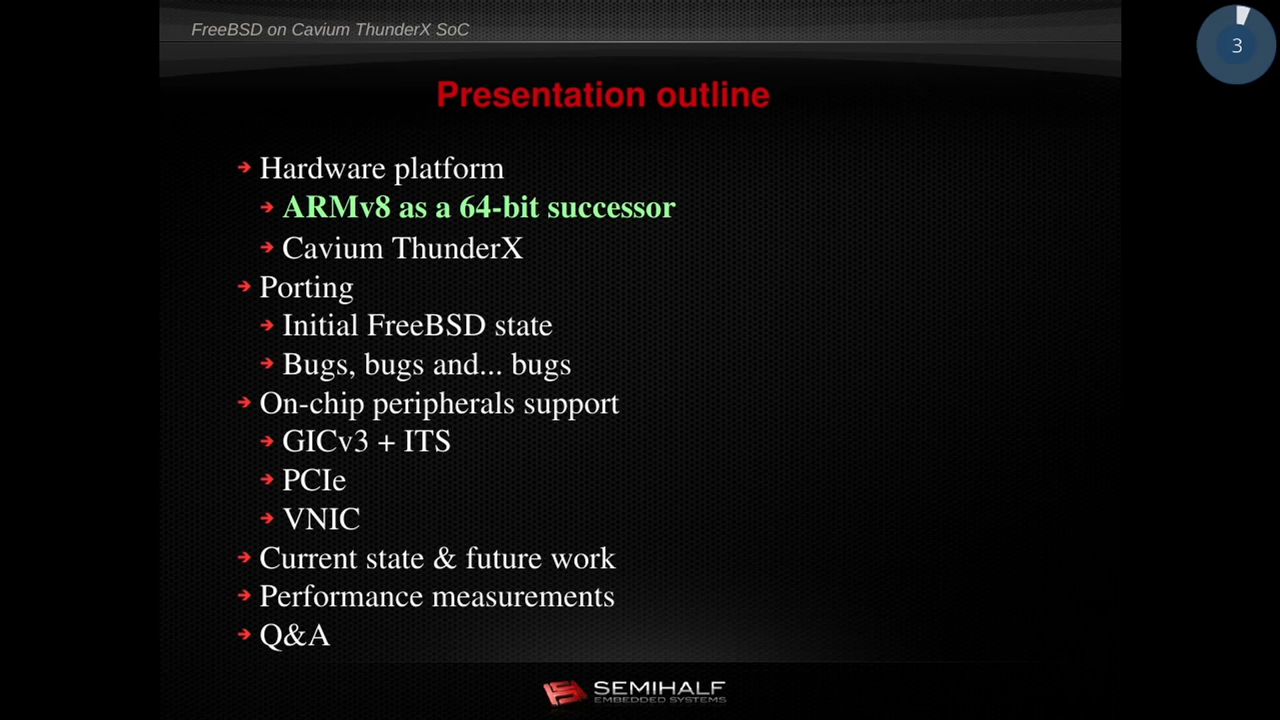 FreeBSD on Cavium ThunderX SoC
3
Presentation outline
Hardware platform
ARMv8 as a 64-bit successor
Cavium ThunderX
Porting
Initial FreeBSD state
Bugs, bugs and... bugs
On-chip peripherals support
GICv3 + ITS
PCIe
VNIC
Current state & future work
Performance measurements
Q&A
SEMIHALF
EMBEDDED SYSTEMS